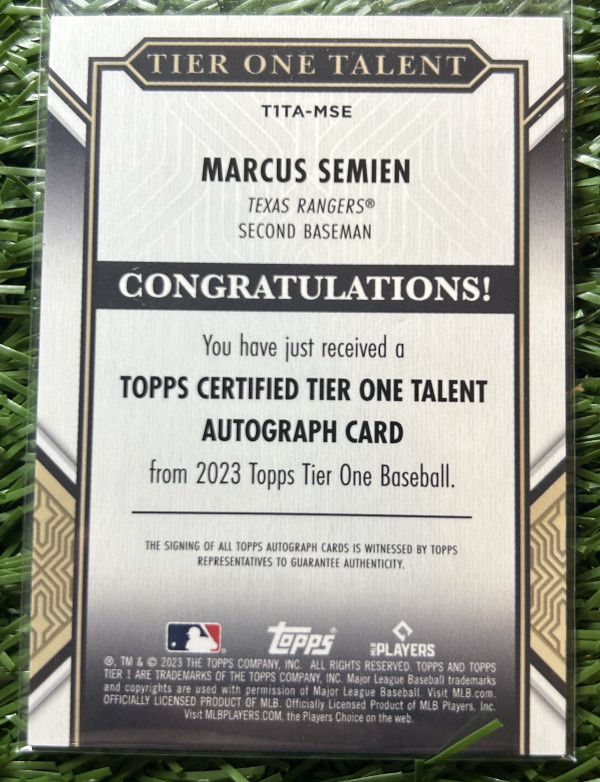 TIER ONE TALENT
T1TA-MSE
MARCUS SEMIEN
TEXAS RANGERS®
SECOND BASEMAN
CONGRATULATIONS!
You have just received a
TOPPS CERTIFIED TIER ONE TALENT
AUTOGRAPH CARD
from 2023 Topps Tier One Baseball.
THE SIGNING OF ALL TOPPS AUTOGRAPH CARDS IS WITNESSED BY TOPPS
REPRESENTATIVES TO GUARANTEE AUTHENTICITY.
Topps MLB PLAYERS
®, TM & © 2023 THE TOPPS COMPANY, INC. ALL RIGHTS RESERVED. TOPPS AND TOPPS
TIER 1 ARE TRADEMARKS OF THE TOPPS COMPANY, INC. Major League Baseball trademarks
and copyrights are used with permission of Major League Baseball. Visit MLB.com.
OFFICIALLY LICENSED PRODUCT OF MLB Players, Inc.
Visit MLBPLAYERS.COM, the Players Choice on the web.